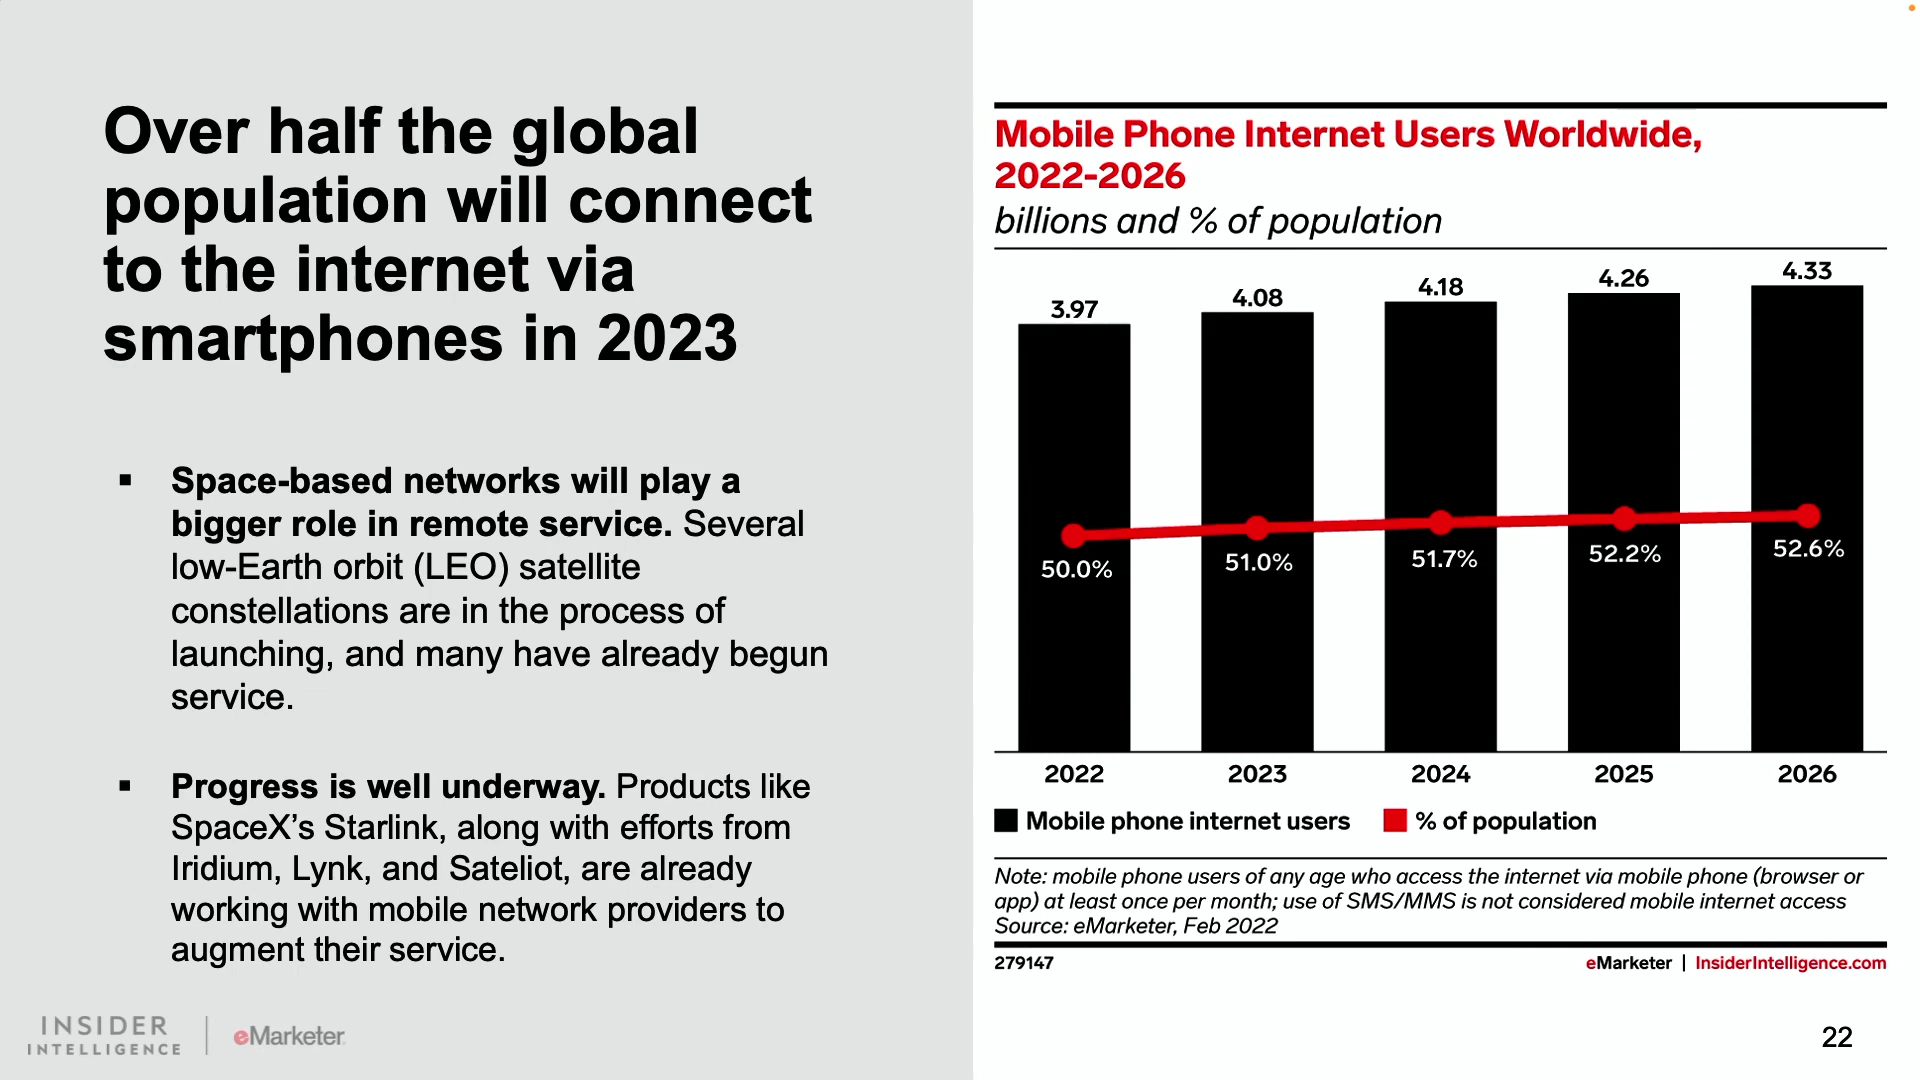 Over half the global
population will connect
to the internet via
smartphones in 2023
▪ Space-based networks will play a
bigger role in remote service. Several
low-Earth orbit (LEO) satellite
constellations are in the process of
launching, and many have already begun
service.
▪ Progress is well underway. Products like
SpaceX’s Starlink, along with efforts from
Iridium, Lynk, and Sateliot, are already
working with mobile network providers to
augment their service.
INSIDER
INTELLIGENCE
eMarketer
Mobile Phone Internet Users Worldwide,
2022-2026
billions and % of population
3.97 4.08 4.18 4.26 4.33
50.0% 51.0% 51.7% 52.2% 52.6%
2022 2023 2024 2025 2026
Mobile phone internet users % of population
Note: mobile phone users of any age who access the internet via mobile phone (browser or
app) at least once per month; use of SMS/MMS is not considered mobile internet access
Source: eMarketer, Feb 2022
279147 eMarketer | InsiderIntelligence.com
22